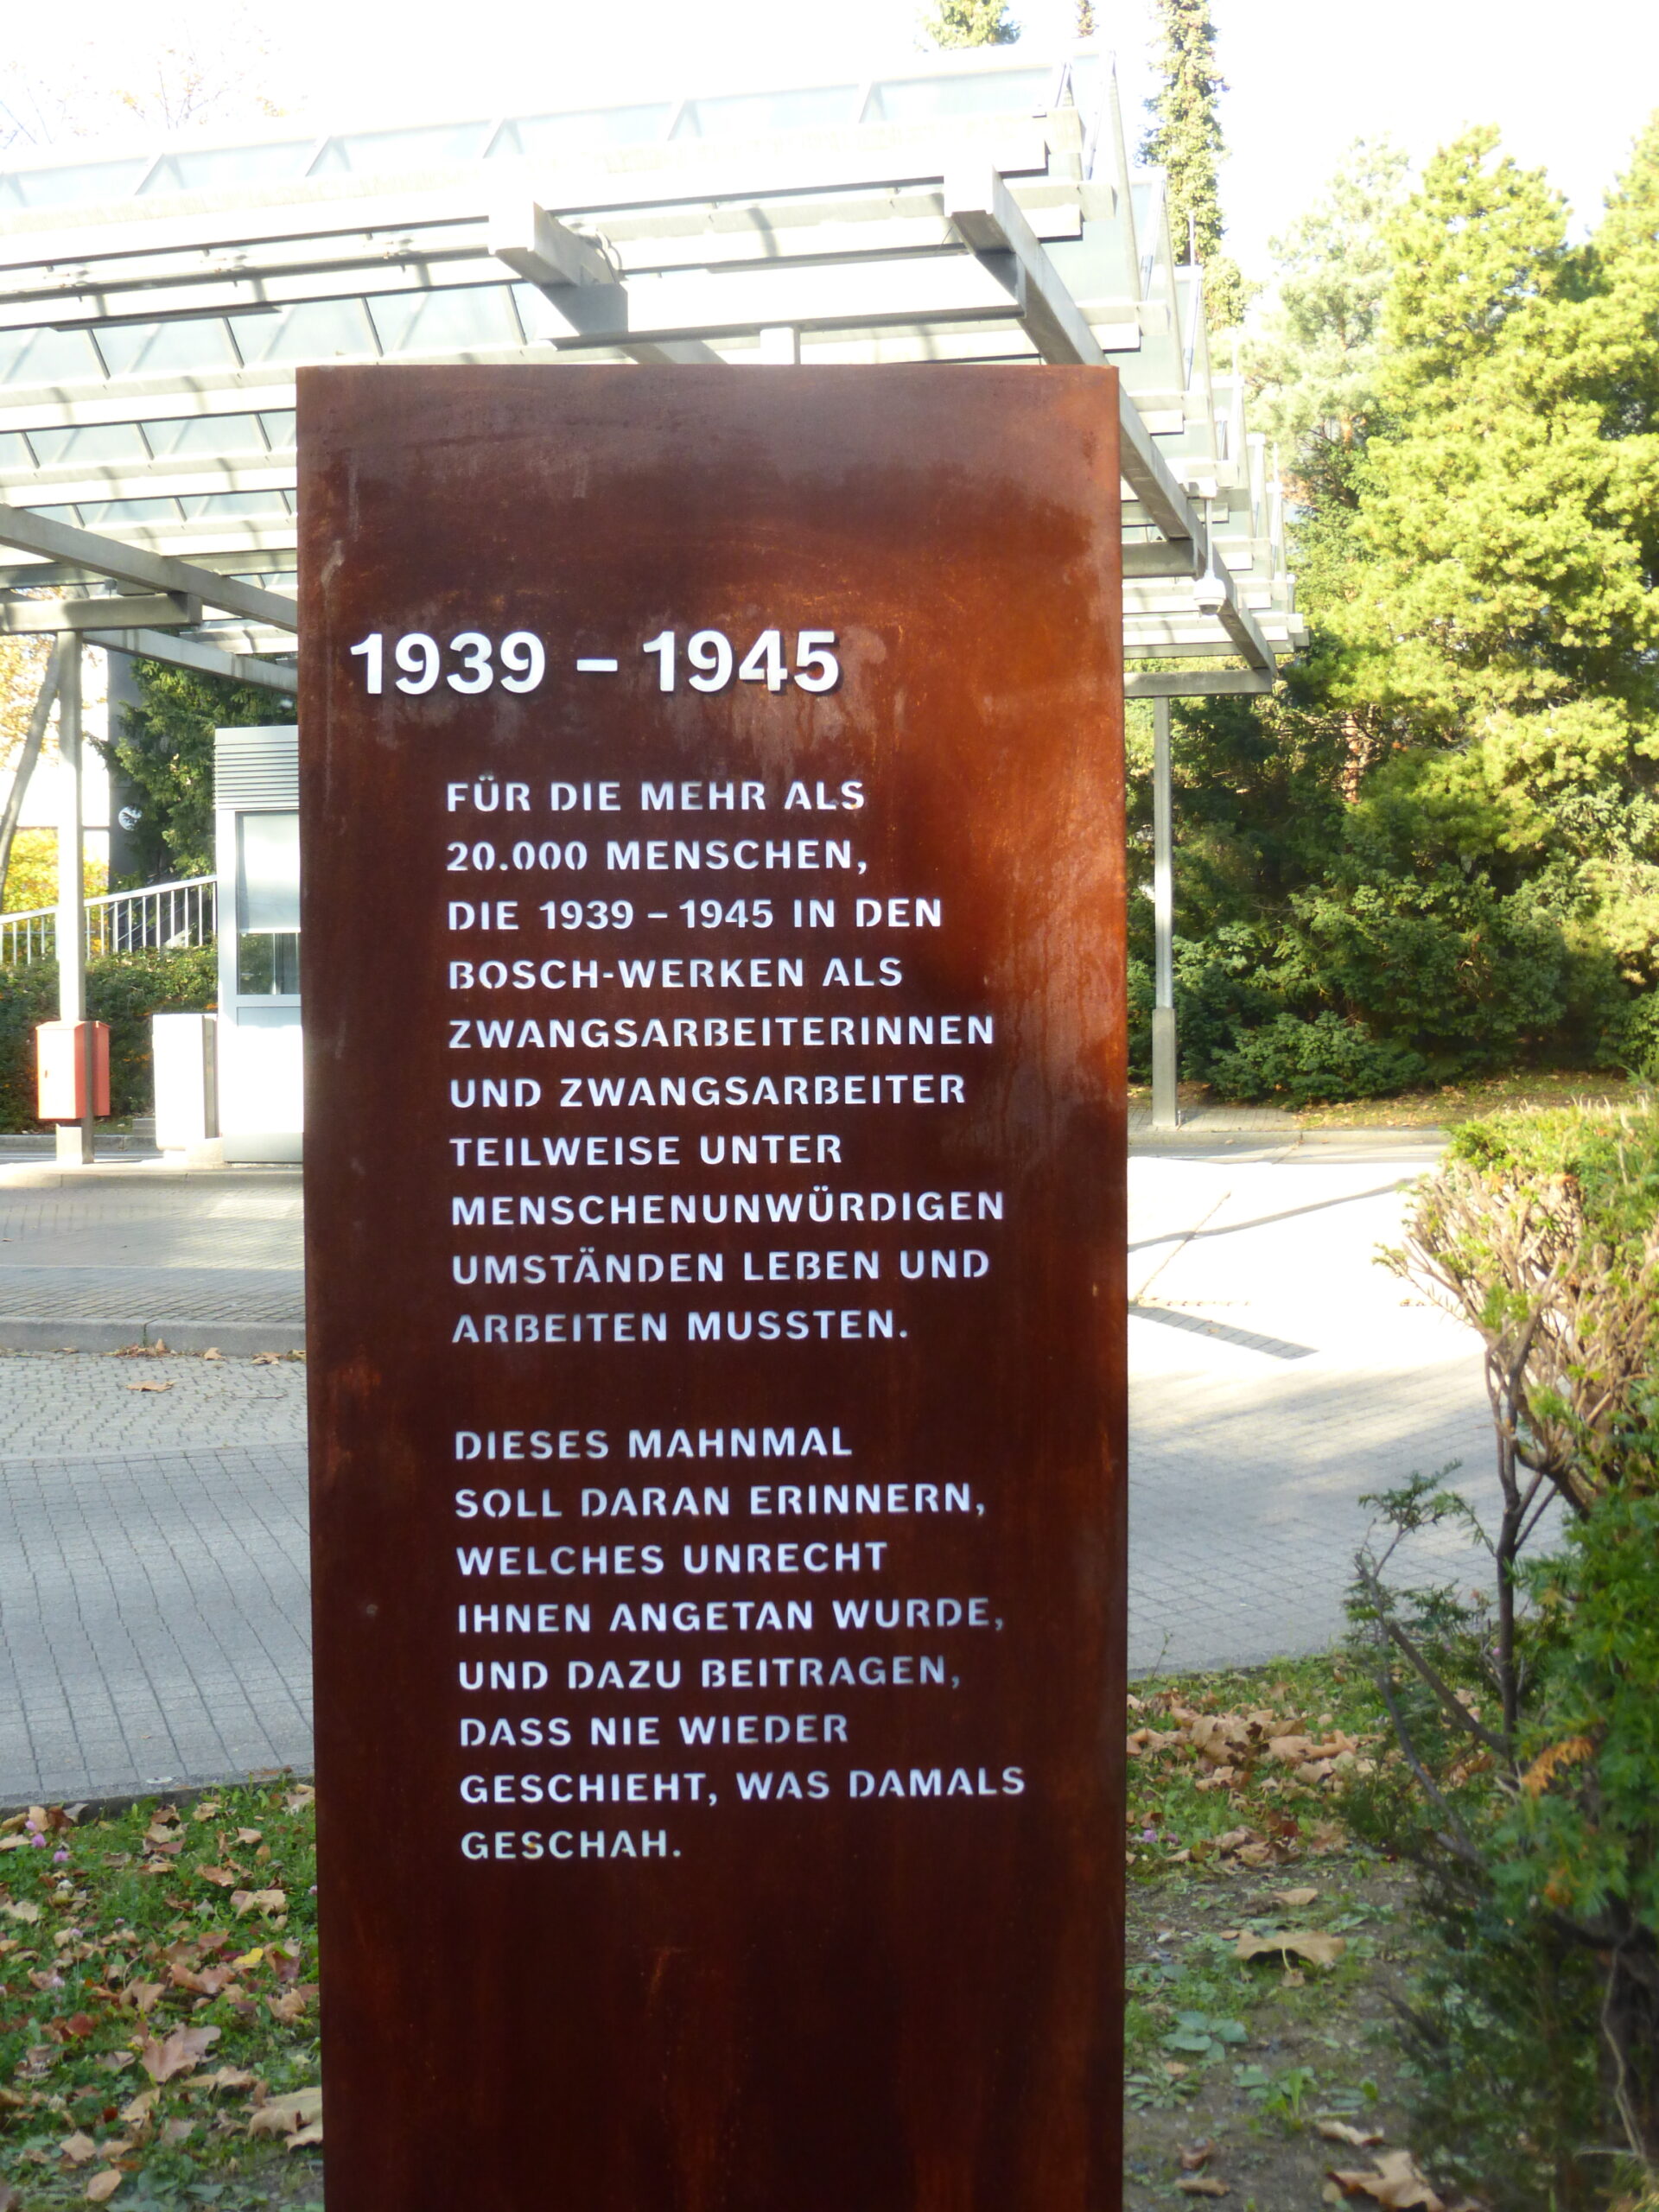 1939 – 1945
FÜR DIE MEHR ALS
20.000 MENSCHEN,
DIE 1939 – 1945 IN DEN
BOSCH-WERKEN ALS
ZWANGSARBEITERINNEN
UND ZWANGSARBEITER
TEILWEISE UNTER
MENSCHENUNWÜRDIGEN
UMSTÄNDEN LEBEN UND
ARBEITEN MUSSTEN.
DIESES MAHNMAL
SOLL DARAN ERINNERN,
WELCHES UNRECHT
IHNEN ANGETAN WURDE,
UND DAZU BEITRAGEN,
DASS NIE WIEDER
GESCHIEHT, WAS DAMALS
GESCHAH.